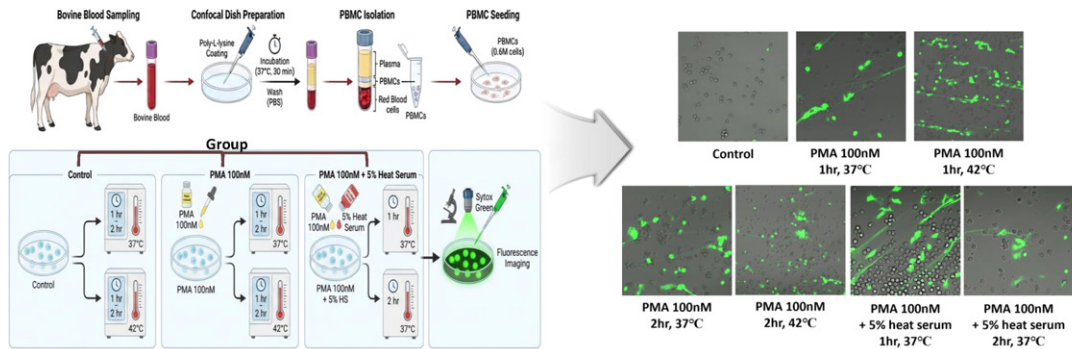 Bovine Blood Sampling
Confocal Dish Preparation
PBMC Isolation
PBMC Seeding
Bovine Blood
Poly-L-lysine
Coating
Incubation
(37°C, 30 min)
Wash
(PBS)
Plasma
PBMCs
Red Blood
cells
PBMCs
PBMCs
(0.6M cells)
Group
Control
Control
1 hr
-
2 hr
37°C
1 hr
-
2 hr
42°C
PMA 100nM
PMA
100nM
PMA 100nM
1 hr
-
2 hr
37°C
1 hr
-
2 hr
42°C
PMA 100nM + 5% Heat Serum
PMA
100nM
5% Heat
Serum
PMA 100nM
+ 5% HS
1 hr
37°C
2 hr
37°C
Sytox
Green
Fluorescence
Imaging
Control
PMA 100nM
1hr, 37°C
PMA 100nM
1hr, 42°C
PMA 100nM
2hr, 37°C
PMA 100nM
2hr, 42°C
PMA 100nM
+ 5% heat serum
1hr, 37°C
PMA 100nM
+ 5% heat serum
2hr, 37°C